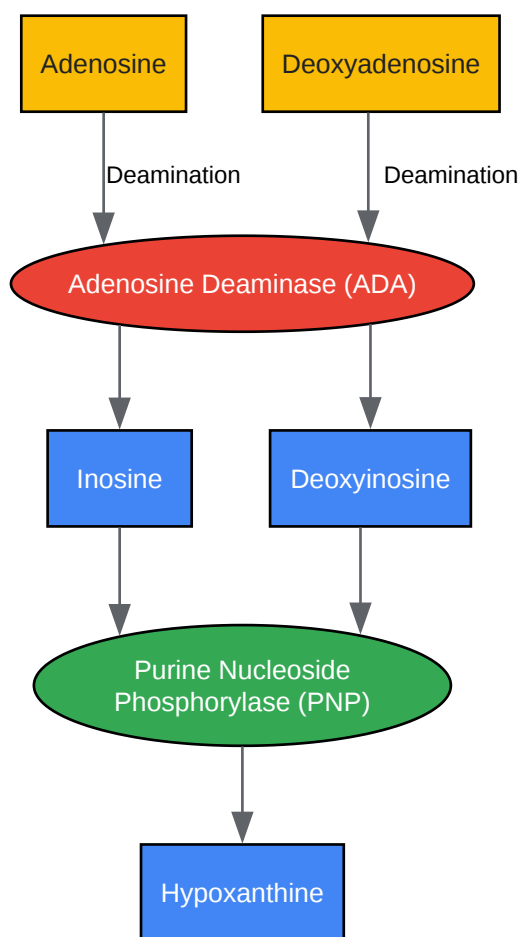 Adenosine
Deoxyadenosine
Deamination
Deamination
Adenosine Deaminase (ADA)
Inosine
Deoxyinosine
Purine Nucleoside
Phosphorylase (PNP)
Hypoxanthine